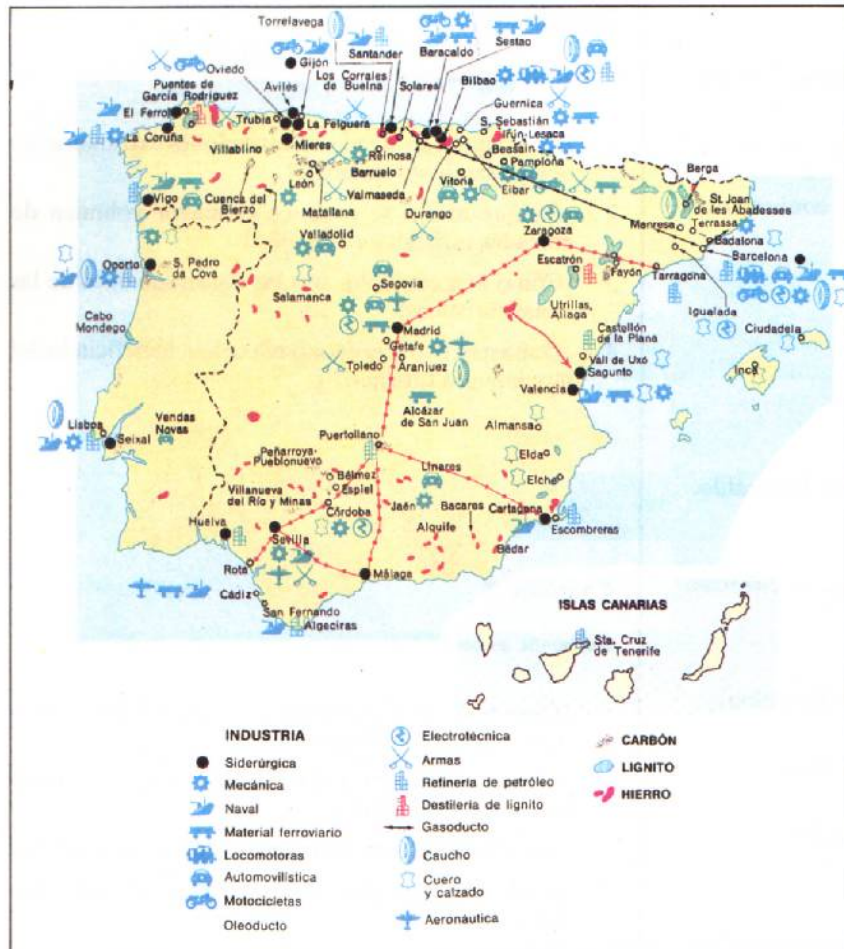 Torrelavega
Santander
Baracaldo
Sestao
Gijón
Los Corrales
de Buelna
Solares
Bilbao
Oviedo
Avilés
Puentes de
García Rodríguez
El Ferrol
Trubia
La Felguera
Guernica
S. Sebastián
Irún-Lesaca
La Coruña
Villablino
Mieres
Reinosa
Beasain
Pamplona
Barruelo
Berga
León
Valmaseda
Vitoria
Eibar
St. Joan
de les Abadesses
Vigo
Cuenca del
Bierzo
Matallana
Durango
Manresa
Terrassa
Valladolid
Zaragoza
Badalona
Oporto
S. Pedro
da Cova
Escatrón
Fayón
Tarragona
Barcelona
Segovia
Salamanca
Utrillas,
Aliaga
Igualada
Cabo
Mondego
Ciudadela
Madrid
Castellón
de la Plana
Getafe
Toledo
Aranjuez
Vall de Uxó
Sagunto
Inca
Valencia
Lisboa
Seixal
Vendas
Novas
Alcázar
de San Juan
Almansa
Puertollano
Elda
Peñarroya-
Pueblonuevo
Linares
Elche
Bélmez
Espiel
Villanueva
del Río y Minas
Jaén
Bacares
Cartagena
Córdoba
Escombreras
Huelva
Alquife
Sevilla
Bédar
Rota
Málaga
Cádiz
San Fernando
Algeciras
ISLAS CANARIAS
Sta. Cruz
de Tenerife
INDUSTRIA
Siderúrgica
Mecánica
Naval
Material ferroviario
Locomotoras
Automovilística
Motocicletas
Oleoducto
Electrotécnica
Armas
Refinería de petróleo
Destilería de lignito
Gasoducto
Caucho
Cuero
y calzado
Aeronáutica
CARBÓN
LIGNITO
HIERRO